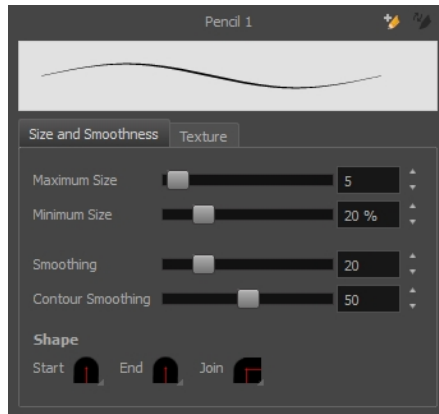 Pencil 1
Size and Smoothness Texture
Maximum Size 5
Minimum Size 20 %
Smoothing 20
Contour Smoothing 50
Shape
Start End Join